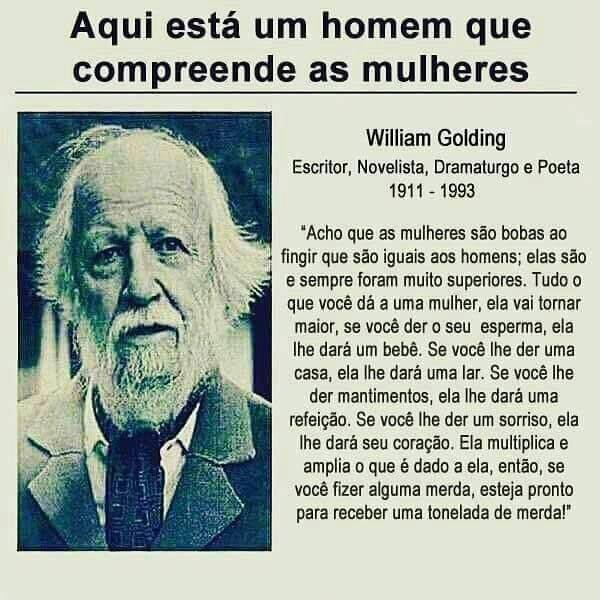 Aqui está um homem que
compreende as mulheres
William Golding
Escritor, Novelista, Dramaturgo e Poeta
1911 - 1993
"Acho que as mulheres são bobas ao
fingir que são iguais aos homens; elas são
e sempre foram muito superiores. Tudo o
que você dá a uma mulher, ela vai tornar
maior, se você der o seu esperma, ela
lhe dará um bebê. Se você lhe der uma
casa, ela lhe dará uma lar. Se você lhe
der mantimentos, ela lhe dará uma
refeição. Se você lhe der um sorriso, ela
lhe dará seu coração. Ela multiplica e
amplia o que é dado a ela, então, se
você fizer alguma merda, esteja pronto
para receber uma tonelada de merda!"